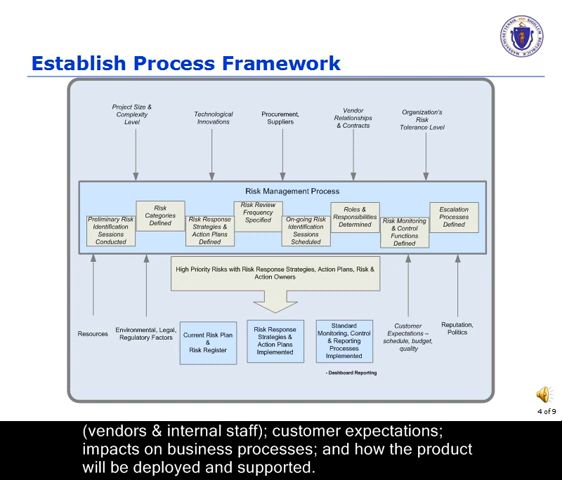 Establish Process Framework
Project Size &
Complexity
Level
Technological
Innovations
Procurement,
Suppliers
Vendor
Relationships
& Contracts
Organization's
Risk
Tolerance Level
Risk Management Process
Preliminary Risk
Identification
Sessions
Conducted
Risk
Categories
Defined
Risk Response
Strategies &
Action Plans
Defined
Risk Review
Frequency
Specified
On-going Risk
Identification
Sessions
Scheduled
Roles &
Responsibilities
Determined
Risk Monitoring
& Control
Functions
Defined
Escalation
Processes
Defined
High Priority Risks with Risk Response Strategies, Action Plans, Risk &
Action Owners
Resources
Environmental, Legal,
Regulatory Factors
Current Risk Plan
&
Risk Register
Risk Response
Strategies &
Action Plans
Implemented
Standard
Monitoring, Control
& Reporting
Processes
Implemented
- Dashboard Reporting
Customer
Expectations –
schedule, budget,
quality
Reputation,
Politics
4 of 9
(vendors & internal staff); customer expectations;
impacts on business processes; and how the product
will be deployed and supported.